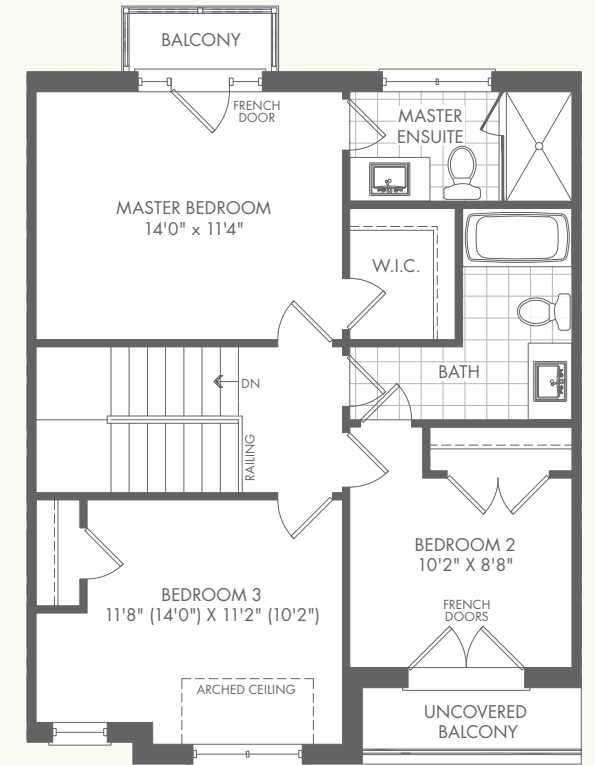 BALCONY
FRENCH
DOOR
MASTER
ENSUITE
MASTER BEDROOM
14'0" x 11'4"
W.I.C.
BATH
DN
RAILING
BEDROOM 2
10'2" X 8'8"
BEDROOM 3
11'8" (14'0") X 11'2" (10'2")
FRENCH
DOORS
ARCHED CEILING
UNCOVERED
BALCONY